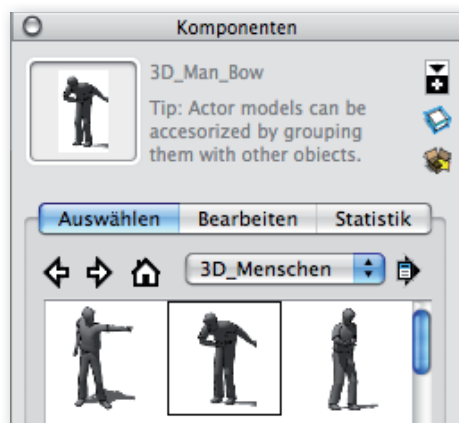 Komponenten
3D_Man_Bow
Tip: Actor models can be
accesorized by grouping
them with other obiects.
Auswählen Bearbeiten Statistik
3D_Menschen